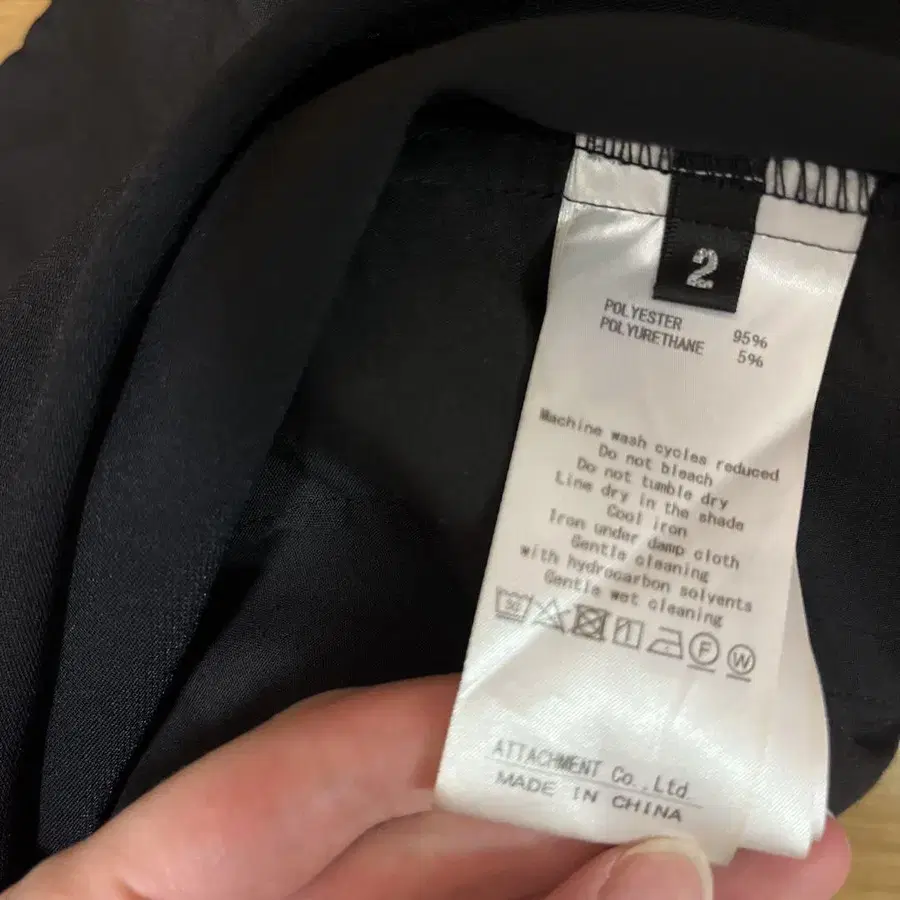 2
POLYESTER 95%
POLYURETHANE 5%
Machine wash cycles reduced
Do not bleach
Do not tumble dry
Line dry in the shade
Cool iron
Iron under damp cloth
Gentle cleaning
with hydrocarbon solvents
Gentle wet cleaning
30 F W
ATTACHMENT Co.,Ltd.
MADE IN CHINA